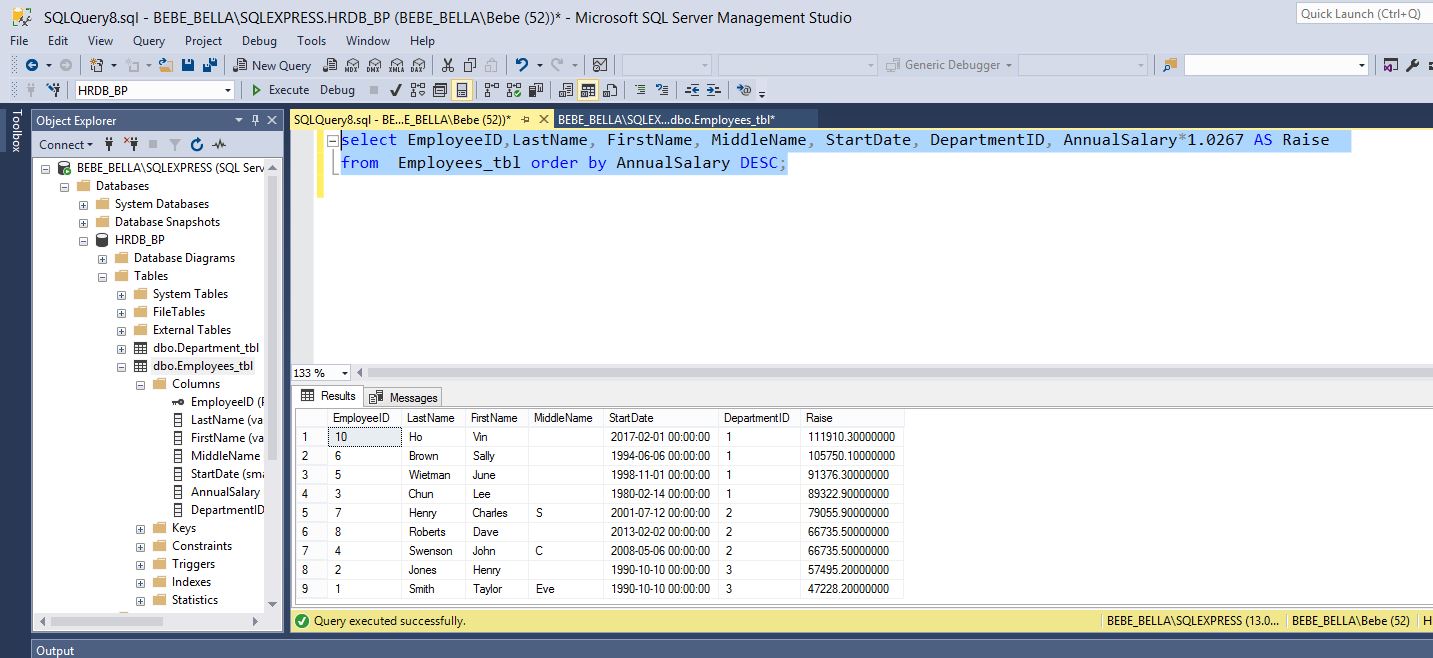 SQLQuery8.sql - BEBE_BELLA\SQLEXPRESS.HRDB_BP (BEBE_BELLA\Bebe (52))* - Microsoft SQL Server Management Studio
Quick Launch (Ctrl+Q)
File Edit View Query Project Debug Tools Window Help
New Query MDX DMX XMLA DAX Generic Debugger
HRDB_BP Execute Debug
Toolbox
Object Explorer
Connect
BEBE_BELLA\SQLEXPRESS (SQL Serv
Databases
System Databases
Database Snapshots
HRDB_BP
Database Diagrams
Tables
System Tables
FileTables
External Tables
dbo.Department_tbl
dbo.Employees_tbl
Columns
EmployeeID (P
LastName (va
FirstName (va
MiddleName
StartDate (sma
AnnualSalary
DepartmentID
Keys
Constraints
Triggers
Indexes
Statistics
SQLQuery8.sql - BE...E_BELLA\Bebe (52))* BEBE_BELLA\SQLEX...dbo.Employees_tbl*
select EmployeeID,LastName, FirstName, MiddleName, StartDate, DepartmentID, AnnualSalary*1.0267 AS Raise
from  Employees_tbl order by AnnualSalary DESC;
133 %
Results Messages
EmployeeID LastName FirstName MiddleName StartDate DepartmentID Raise
1 10 Ho Vin 2017-02-01 00:00:00 1 111910.30000000
2 6 Brown Sally 1994-06-06 00:00:00 1 105750.10000000
3 5 Wietman June 1998-11-01 00:00:00 1 91376.30000000
4 3 Chun Lee 1980-02-14 00:00:00 1 89322.90000000
5 7 Henry Charles S 2001-07-12 00:00:00 2 79055.90000000
6 8 Roberts Dave 2013-02-02 00:00:00 2 66735.50000000
7 4 Swenson John C 2008-05-06 00:00:00 2 66735.50000000
8 2 Jones Henry 1990-10-10 00:00:00 3 57495.20000000
9 1 Smith Taylor Eve 1990-10-10 00:00:00 3 47228.20000000
Query executed successfully. BEBE_BELLA\SQLEXPRESS (13.0... BEBE_BELLA\Bebe (52) H
Output